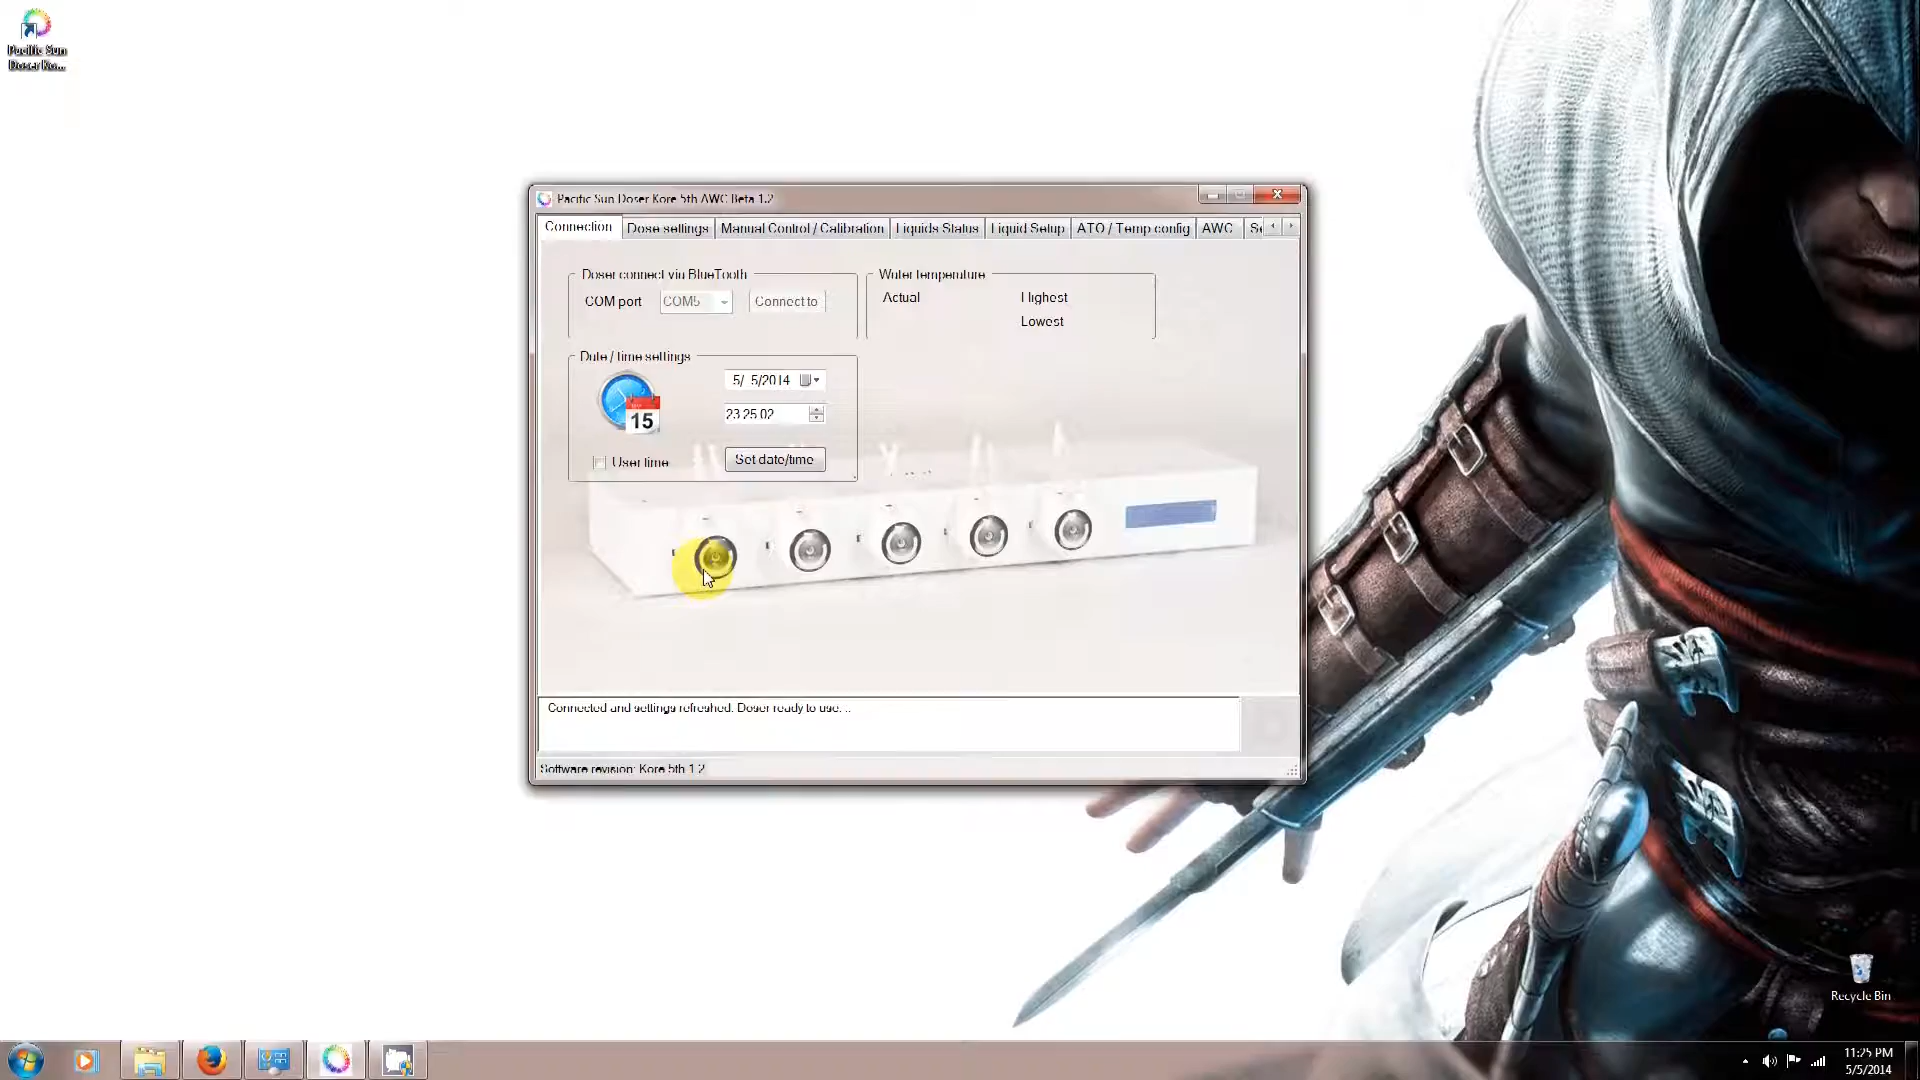 Pacific Sun
Doser Ko...
Pacific Sun Doser Kore 5th AWC Beta 1.2
Connection
Dose settings
Manual Control / Calibration
Liquids Status
Liquid Setup
ATO / Temp config
AWC
Se
Doser connect via BlueTooth
COM port
COM5
Connect to
Water temperature
Actual
Highest
Lowest
Date / time settings
15
5/ 5/2014
23:25:02
User time
Set date/time
Connected and settings refreshed. Doser ready to use. ..
Software revision: Kore 5th 1.2
Recycle Bin
11:25 PM
5/5/2014